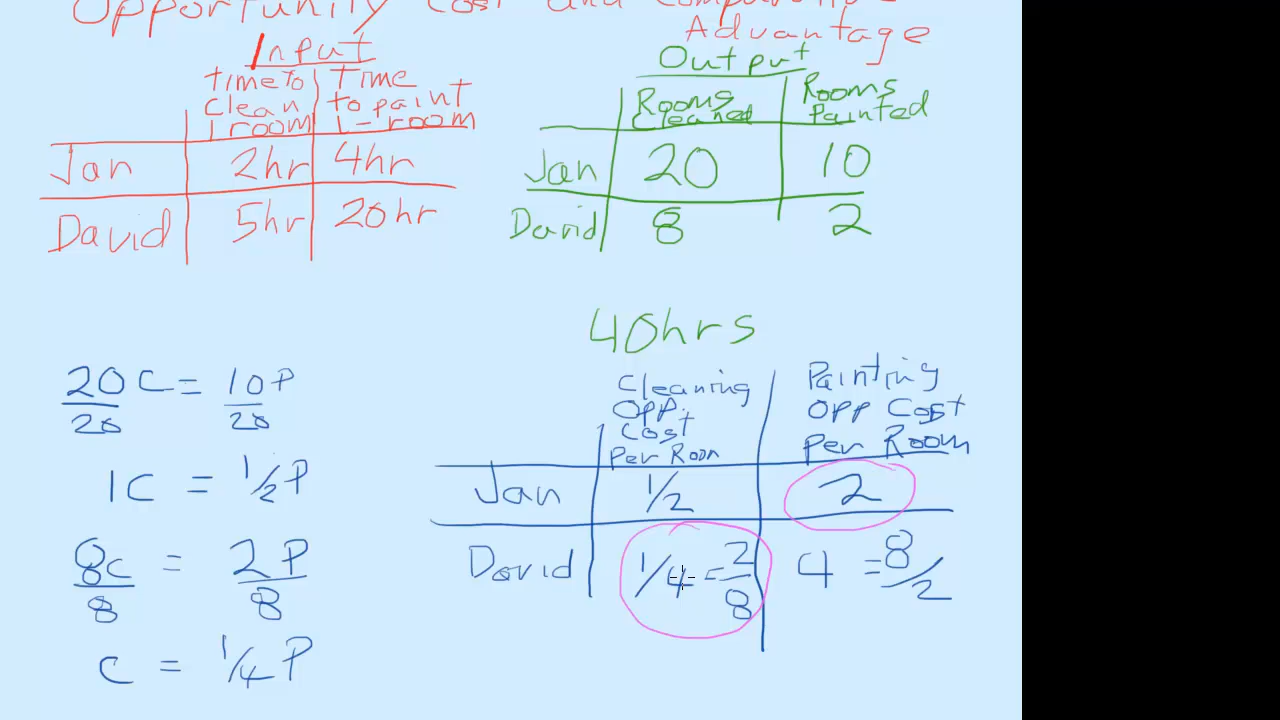 Opportunity Cost and Comparative
Advantage
Input
Time to clean 1 room
Time to paint 1-room
Jan 2hr 4hr
David 5hr 20hr
Output
Rooms Cleaned
Rooms Painted
Jan 20 10
David 8 2
40hrs
20C = 10P
20 20
1C = 1/2 P
8C = 2P
8 8
C = 1/4 P
Cleaning
Opp.
Cost
Per Room
Painting
Opp Cost
Per Room
Jan 1/2 2
David 1/4 = 2/8 4 = 8/2